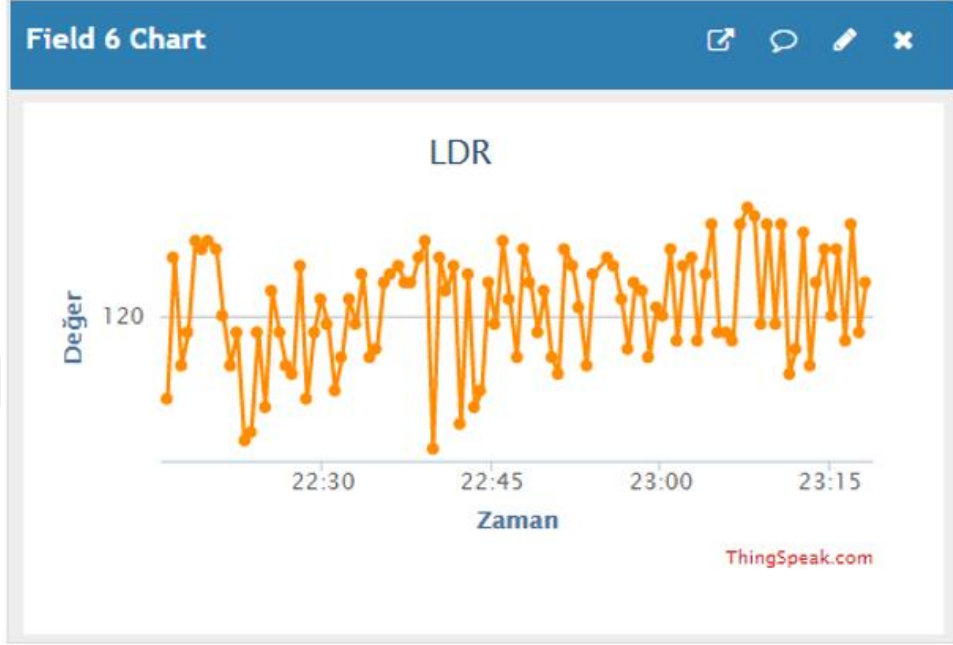 Field 6 Chart
LDR
Değer
120
22:30
22:45
23:00
23:15
Zaman
ThingSpeak.com